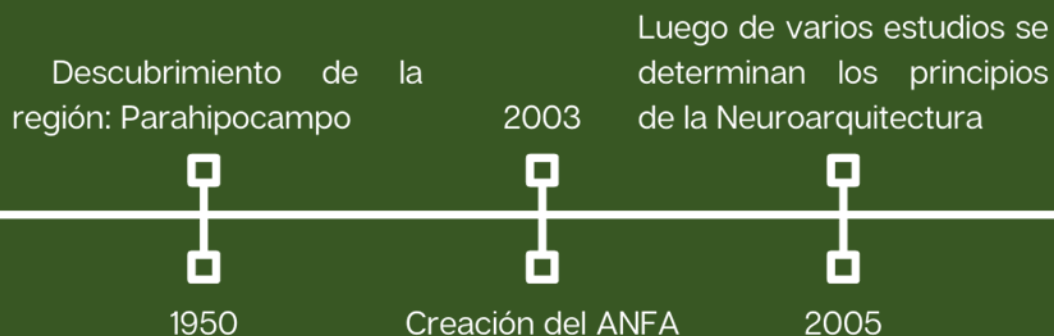 Descubrimiento de la
región: Parahipocampo
1950
2003
Creación del ANFA
Luego de varios estudios se
determinan los principios
de la Neuroarquitectura
2005